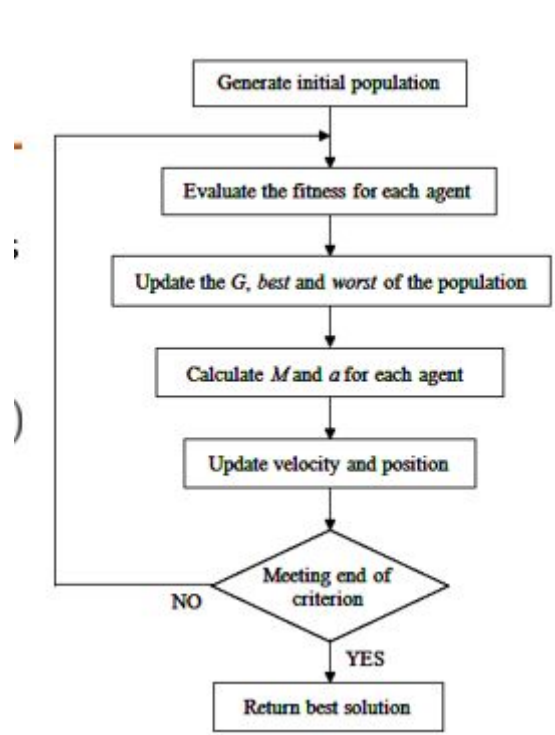 Generate initial population
Evaluate the fitness for each agent
Update the G, best and worst of the population
Calculate M and a for each agent
Update velocity and position
Meeting end of
criterion
NO
YES
Return best solution